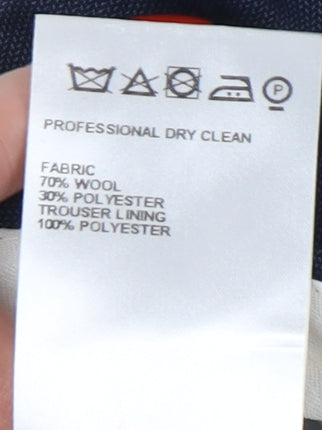 P
PROFESSIONAL DRY CLEAN
FABRIC
70% WOOL
30% POLYESTER
TROUSER LINING
100% POLYESTER